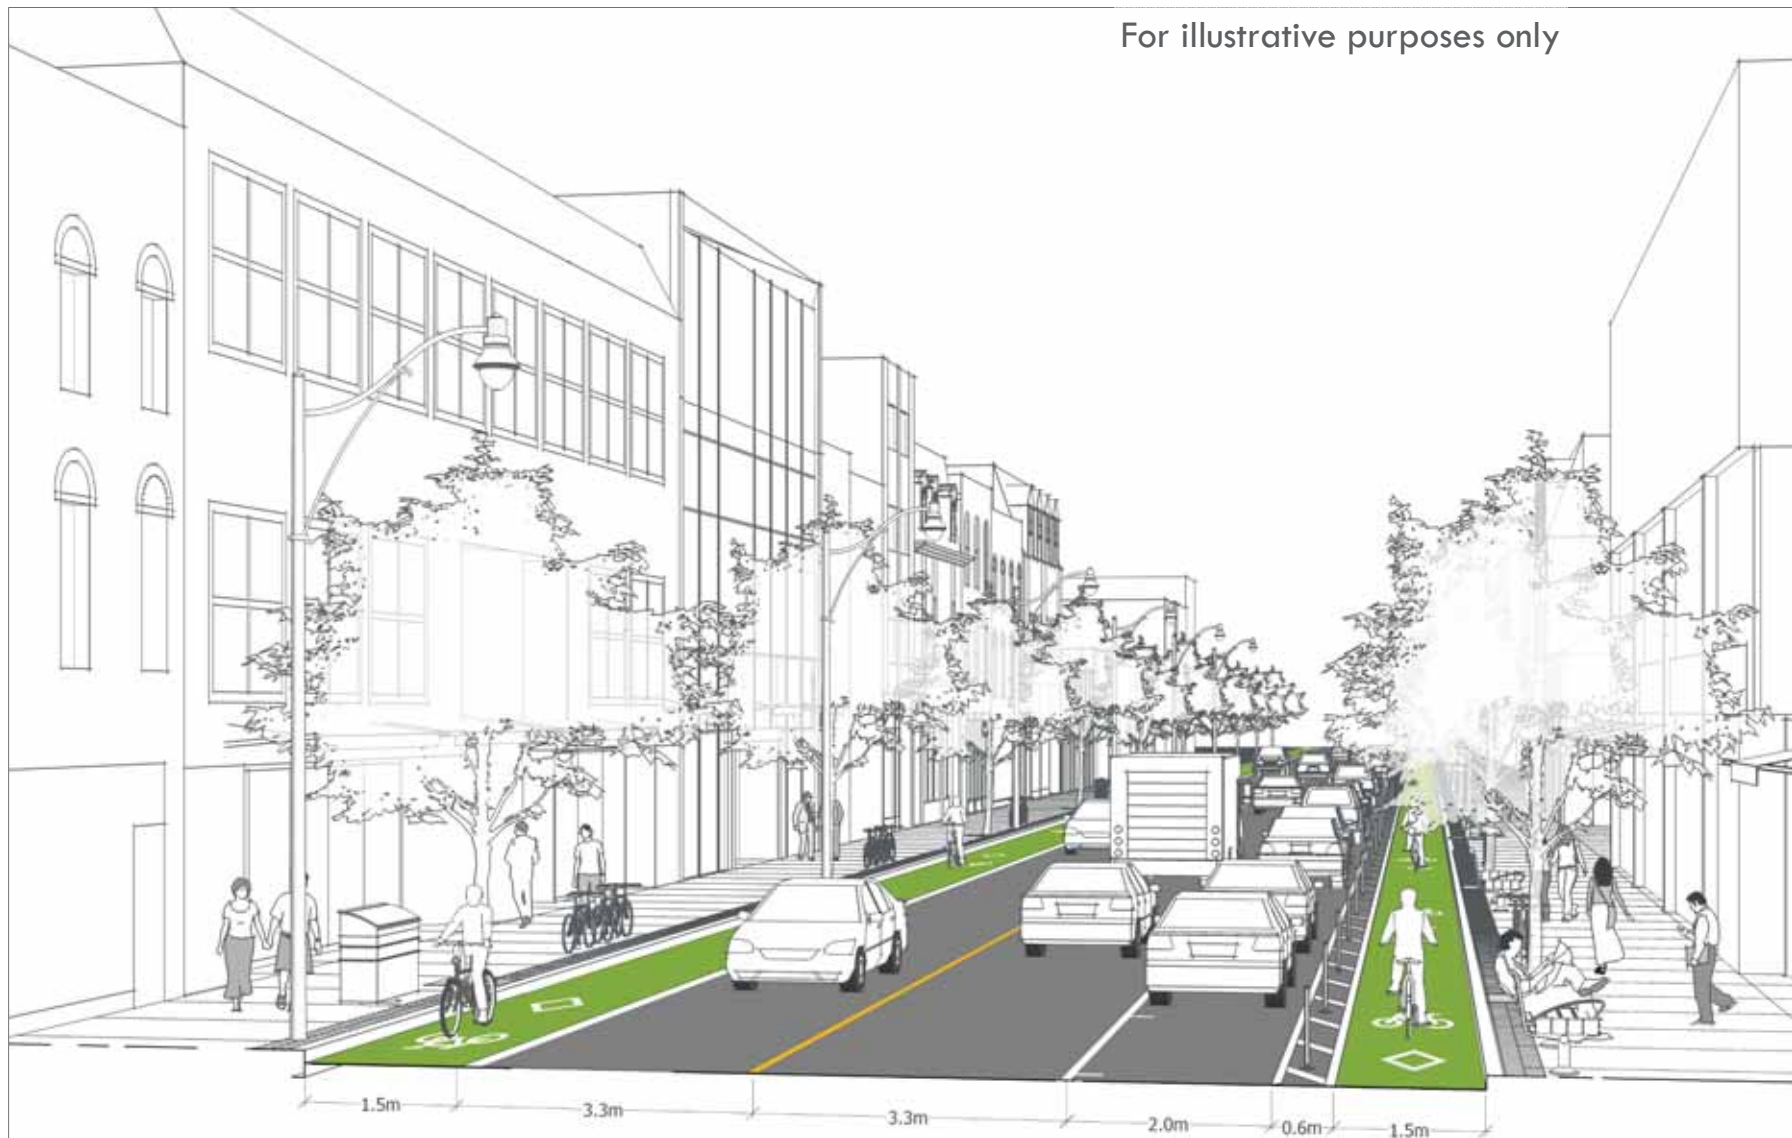 For illustrative purposes only
1.5m 3.3m 3.3m 2.0m 0.6m 1.5m